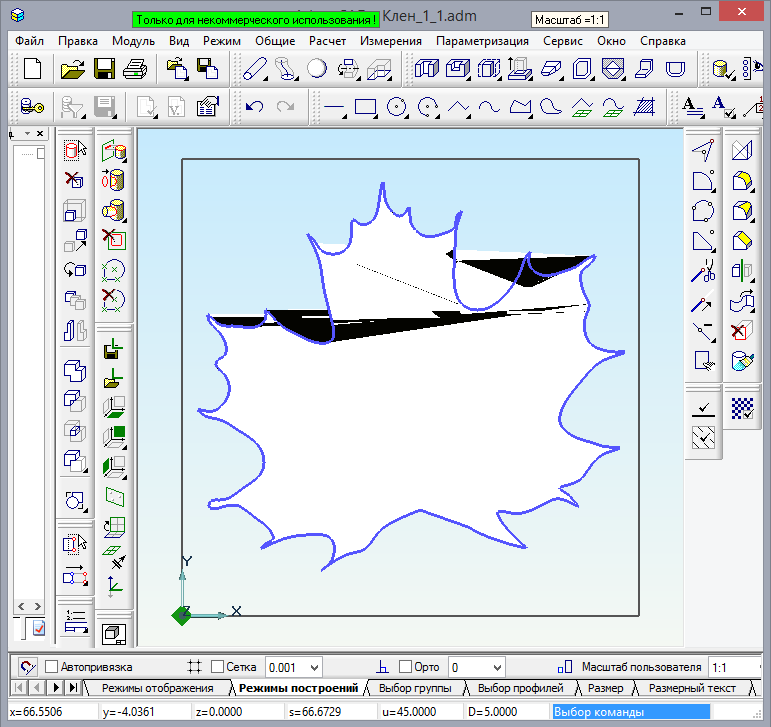 Только для некоммерческого использования !
Клен_1_1.adm
Масштаб =1:1
Файл Правка Модуль Вид Режим Общие Расчет Измерения Параметризация Сервис Окно Справка
Y
Z
X
Автопривязка Сетка 0.001 Орто 0 Масштаб пользователя 1:1
Режимы отображения Режимы построений Выбор группы Выбор профилей Размер Размерный текст
x=66.5506 y=-4.0361 z=0.0000 s=66.6729 u=45.0000 D=5.0000 Выбор команды